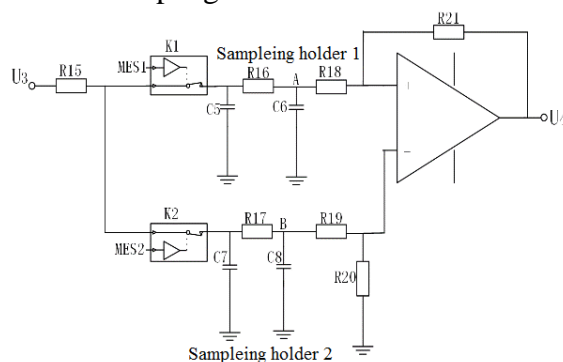 K1
Sampleing holder 1
R21
U3
R15
MES1
R16
A
R18
C5
C6
+
−
U4
K2
R17
B
R19
MES2
C7
C8
R20
Sampleing holder 2